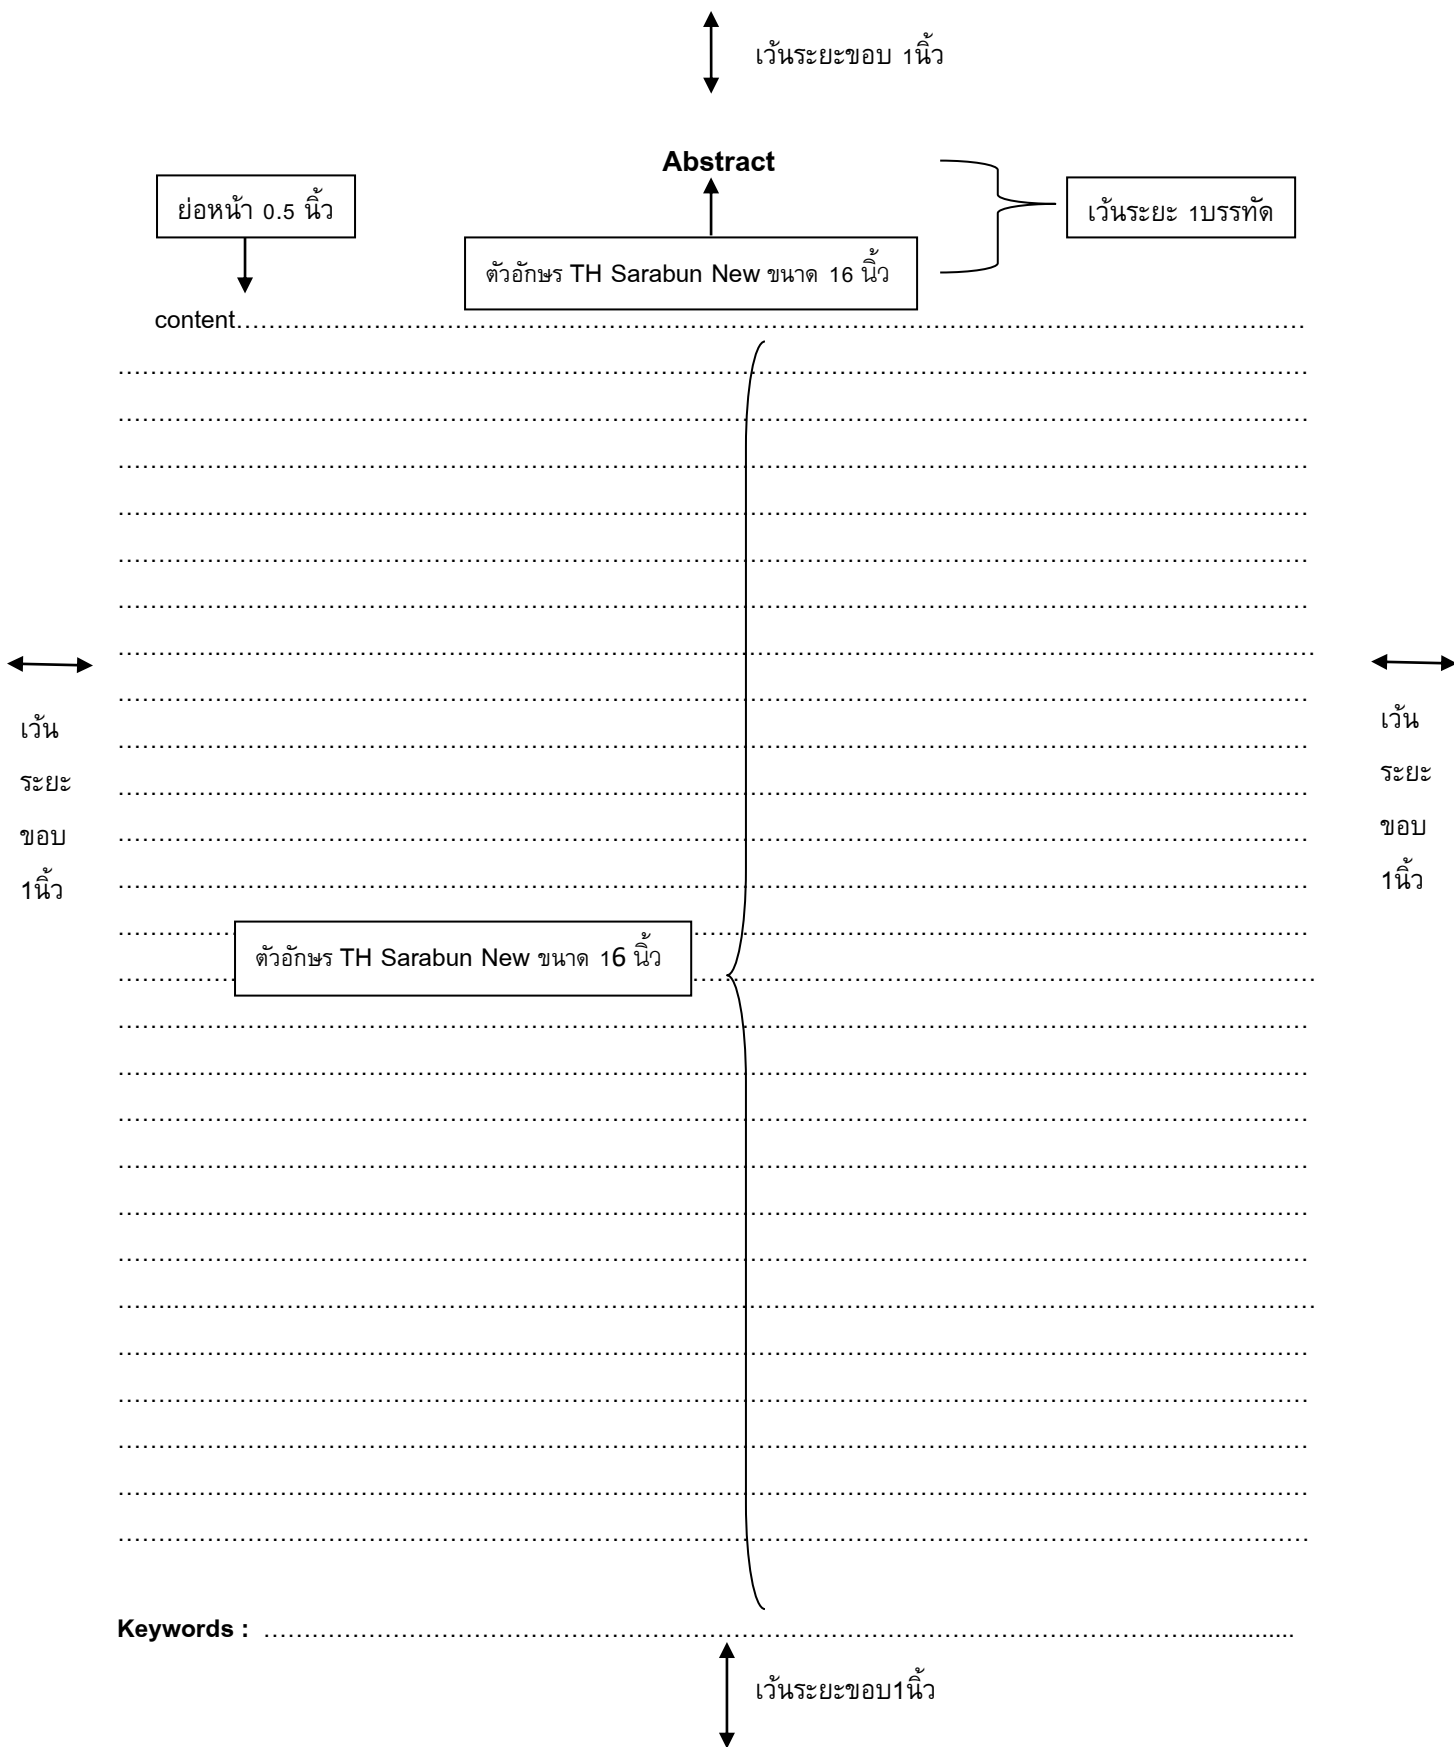 เว้นระยะขอบ 1นิ้ว
Abstract
ย่อหน้า 0.5 นิ้ว
เว้นระยะ 1บรรทัด
ตัวอักษร TH Sarabun New ขนาด 16 นิ้ว
content……………………………………………………………………………………………………………………
……………………………………………………………………………………………………………………………
……………………………………………………………………………………………………………………………
……………………………………………………………………………………………………………………………
……………………………………………………………………………………………………………………………
……………………………………………………………………………………………………………………………
……………………………………………………………………………………………………………………………
……………………………………………………………………………………………………………………………
……………………………………………………………………………………………………………………………
……………………………………………………………………………………………………………………………
……………………………………………………………………………………………………………………………
……………………………………………………………………………………………………………………………
……………………………………………………………………………………………………………………………
เว้น
ระยะ
ขอบ
1นิ้ว
เว้น
ระยะ
ขอบ
1นิ้ว
ตัวอักษร TH Sarabun New ขนาด 16 นิ้ว
……………………………………………………………………………………………………………………………
……………………………………………………………………………………………………………………………
……………………………………………………………………………………………………………………………
……………………………………………………………………………………………………………………………
……………………………………………………………………………………………………………………………
……………………………………………………………………………………………………………………………
……………………………………………………………………………………………………………………………
……………………………………………………………………………………………………………………………
……………………………………………………………………………………………………………………………
……………………………………………………………………………………………………………………………
……………………………………………………………………………………………………………………………
……………………………………………………………………………………………………………………………
……………………………………………………………………………………………………………………………
……………………………………………………………………………………………………………………………
Keywords : ……………………………………………………………………………………………................
เว้นระยะขอบ1นิ้ว